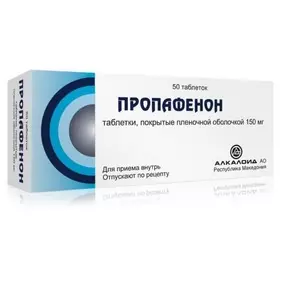 50 таблеток
ПРОПАФЕНОН
таблетки, покрытые пленочной оболочкой 150 мг
Для приема внутрь
Отпускают по рецепту
АЛКАЛОИД АО
Республика Македония